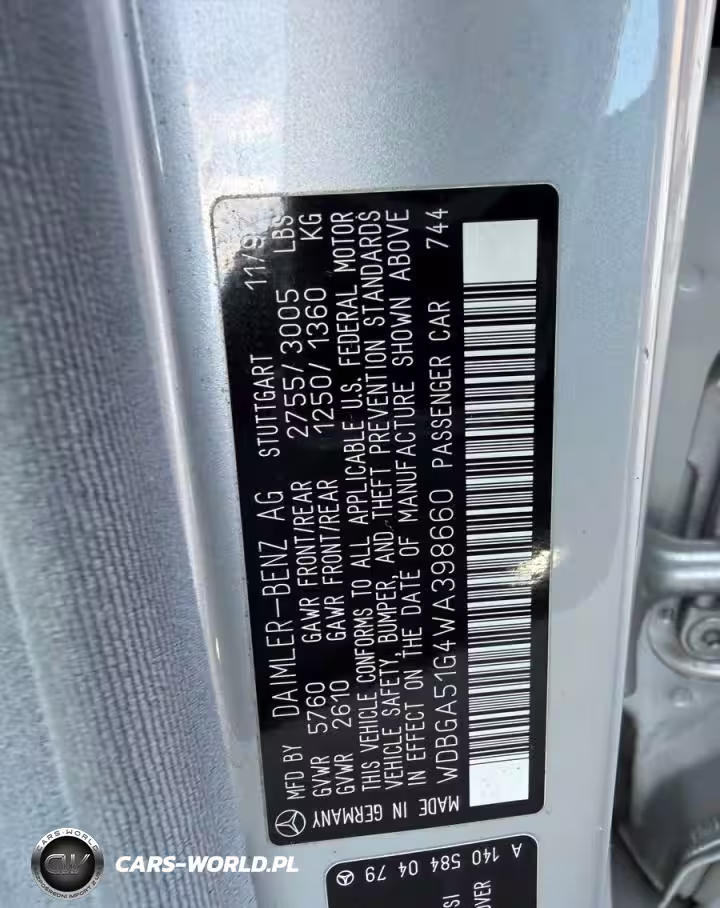 MFD BY DAIMLER-BENZ AG STUTTGART
GVWR 5760 GAWR FRONT/REAR 2755/3005 LBS
GVWR 2610 GAWR FRONT/REAR 1250/1360 KG
THIS VEHICLE CONFORMS TO ALL APPLICABLE U.S. FEDERAL MOTOR
VEHICLE SAFETY, BUMPER, AND THEFT PREVENTION STANDARDS
IN EFFECT ON THE DATE OF MANUFACTURE SHOWN ABOVE
WDBGA51G4WA398660 PASSENGER CAR 744
MADE IN GERMANY
A 140 584 04 79
CARS-WORLD
CW
CARS-WORLD.PL